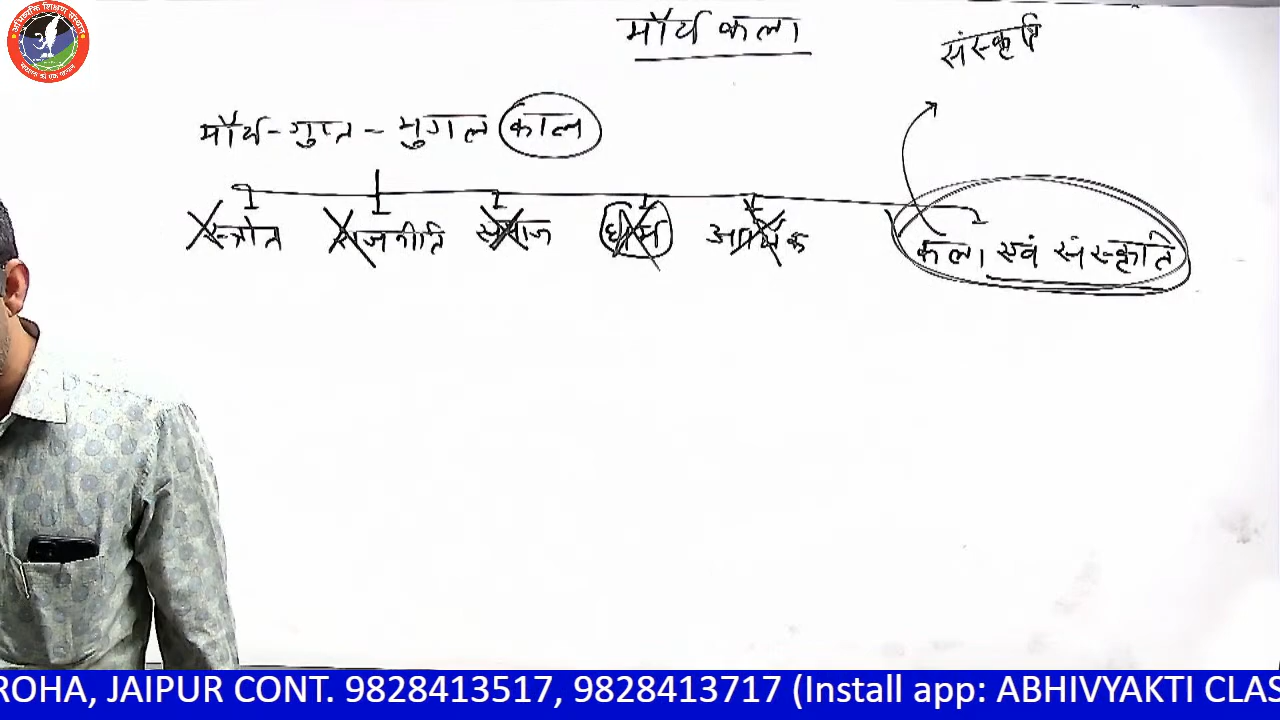 मौर्य कला
संस्कृति
मौर्य - गुप्त - मुगल काल
स्त्रोत राजनीति समाज धर्म आर्थिक कला एवं संस्कृति
ROHA, JAIPUR CONT. 9828413517, 9828413717 (Install app: ABHIVYAKTI CLAS